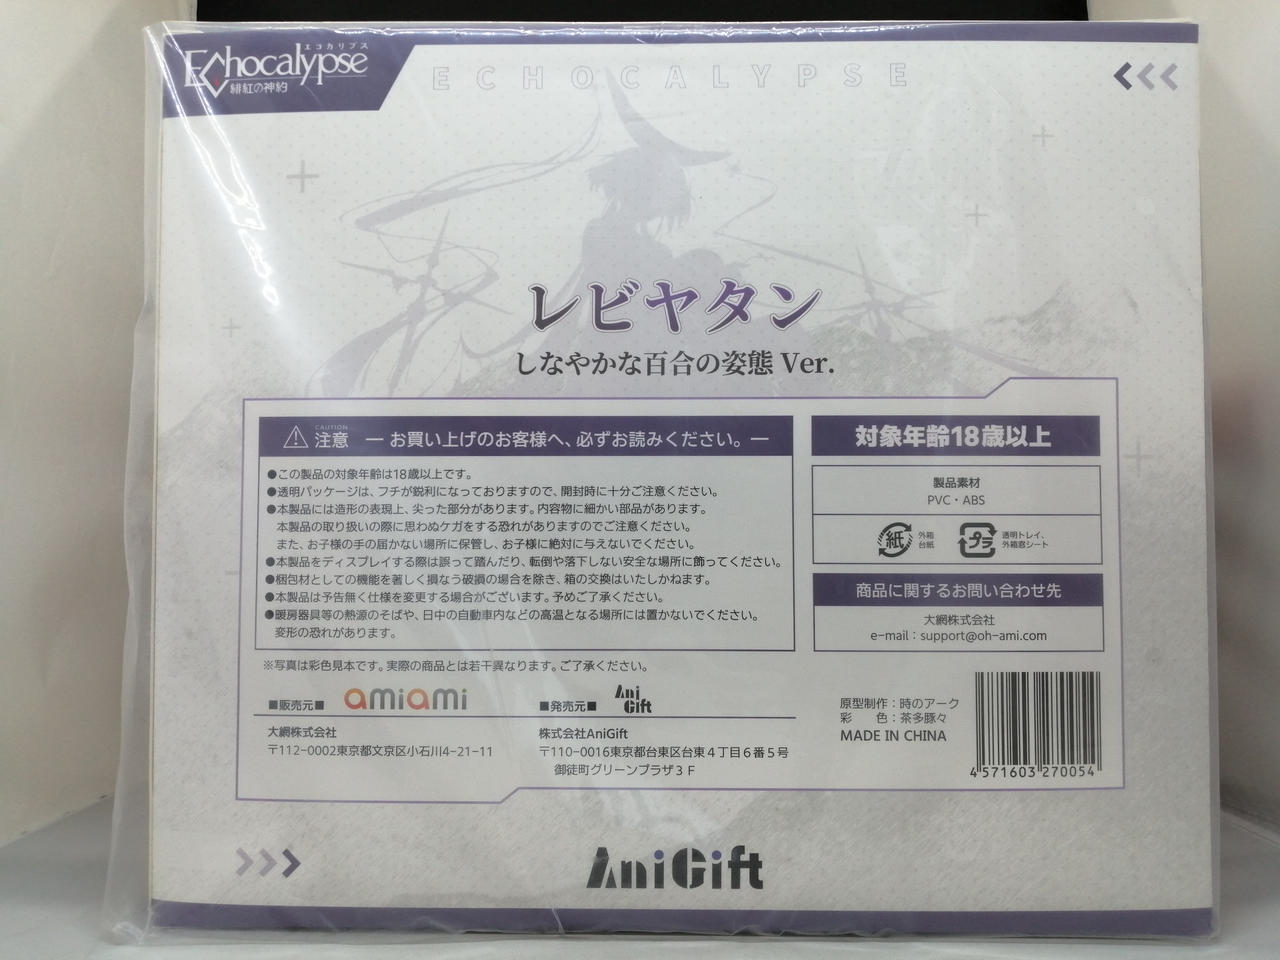 エコカリプス
Echocalypse
緋紅の神約
ECHOCALYPSE
レビヤタン
しなやかな百合の姿態 Ver.
CAUTION
注意 ― お買い上げのお客様へ、必ずお読みください。―
●この製品の対象年齢は18歳以上です。
●透明パッケージは、フチが鋭利になっておりますので、開封時に十分ご注意ください。
●本製品には造形の表現上、尖った部分があります。内容物に細かい部品があります。
本製品の取り扱いの際に思わぬケガをする恐れがありますのでご注意ください。
また、お子様の手の届かない場所に保管し、お子様に絶対に与えないでください。
●本製品をディスプレイする際は誤って踏んだり、転倒や落下しない安全な場所に飾ってください。
●梱包材としての機能を著しく損なう破損の場合を除き、箱の交換はいたしかねます。
●本製品は予告無く仕様を変更する場合がございます。予めご了承ください。
●暖房器具等の熱源のそばや、日中の自動車内などの高温となる場所には置かないでください。
変形の恐れがあります。
※写真は彩色見本です。実際の商品とは若干異なります。ご了承ください。
対象年齢18歳以上
製品素材
PVC・ABS
紙 外箱 台紙
プラ 透明トレイ、外箱窓シート
商品に関するお問い合わせ先
大網株式会社
e-mail：support@oh-ami.com
■販売元■ amiami
大網株式会社
〒112-0002東京都文京区小石川4-21-11
■発売元■ Ani Gift
株式会社AniGift
〒110-0016東京都台東区台東４丁目６番５号
御徒町グリーンプラザ３Ｆ
原型制作：時のアーク
彩　　色：茶多豚々
MADE IN CHINA
4 571603 270054
AniGift